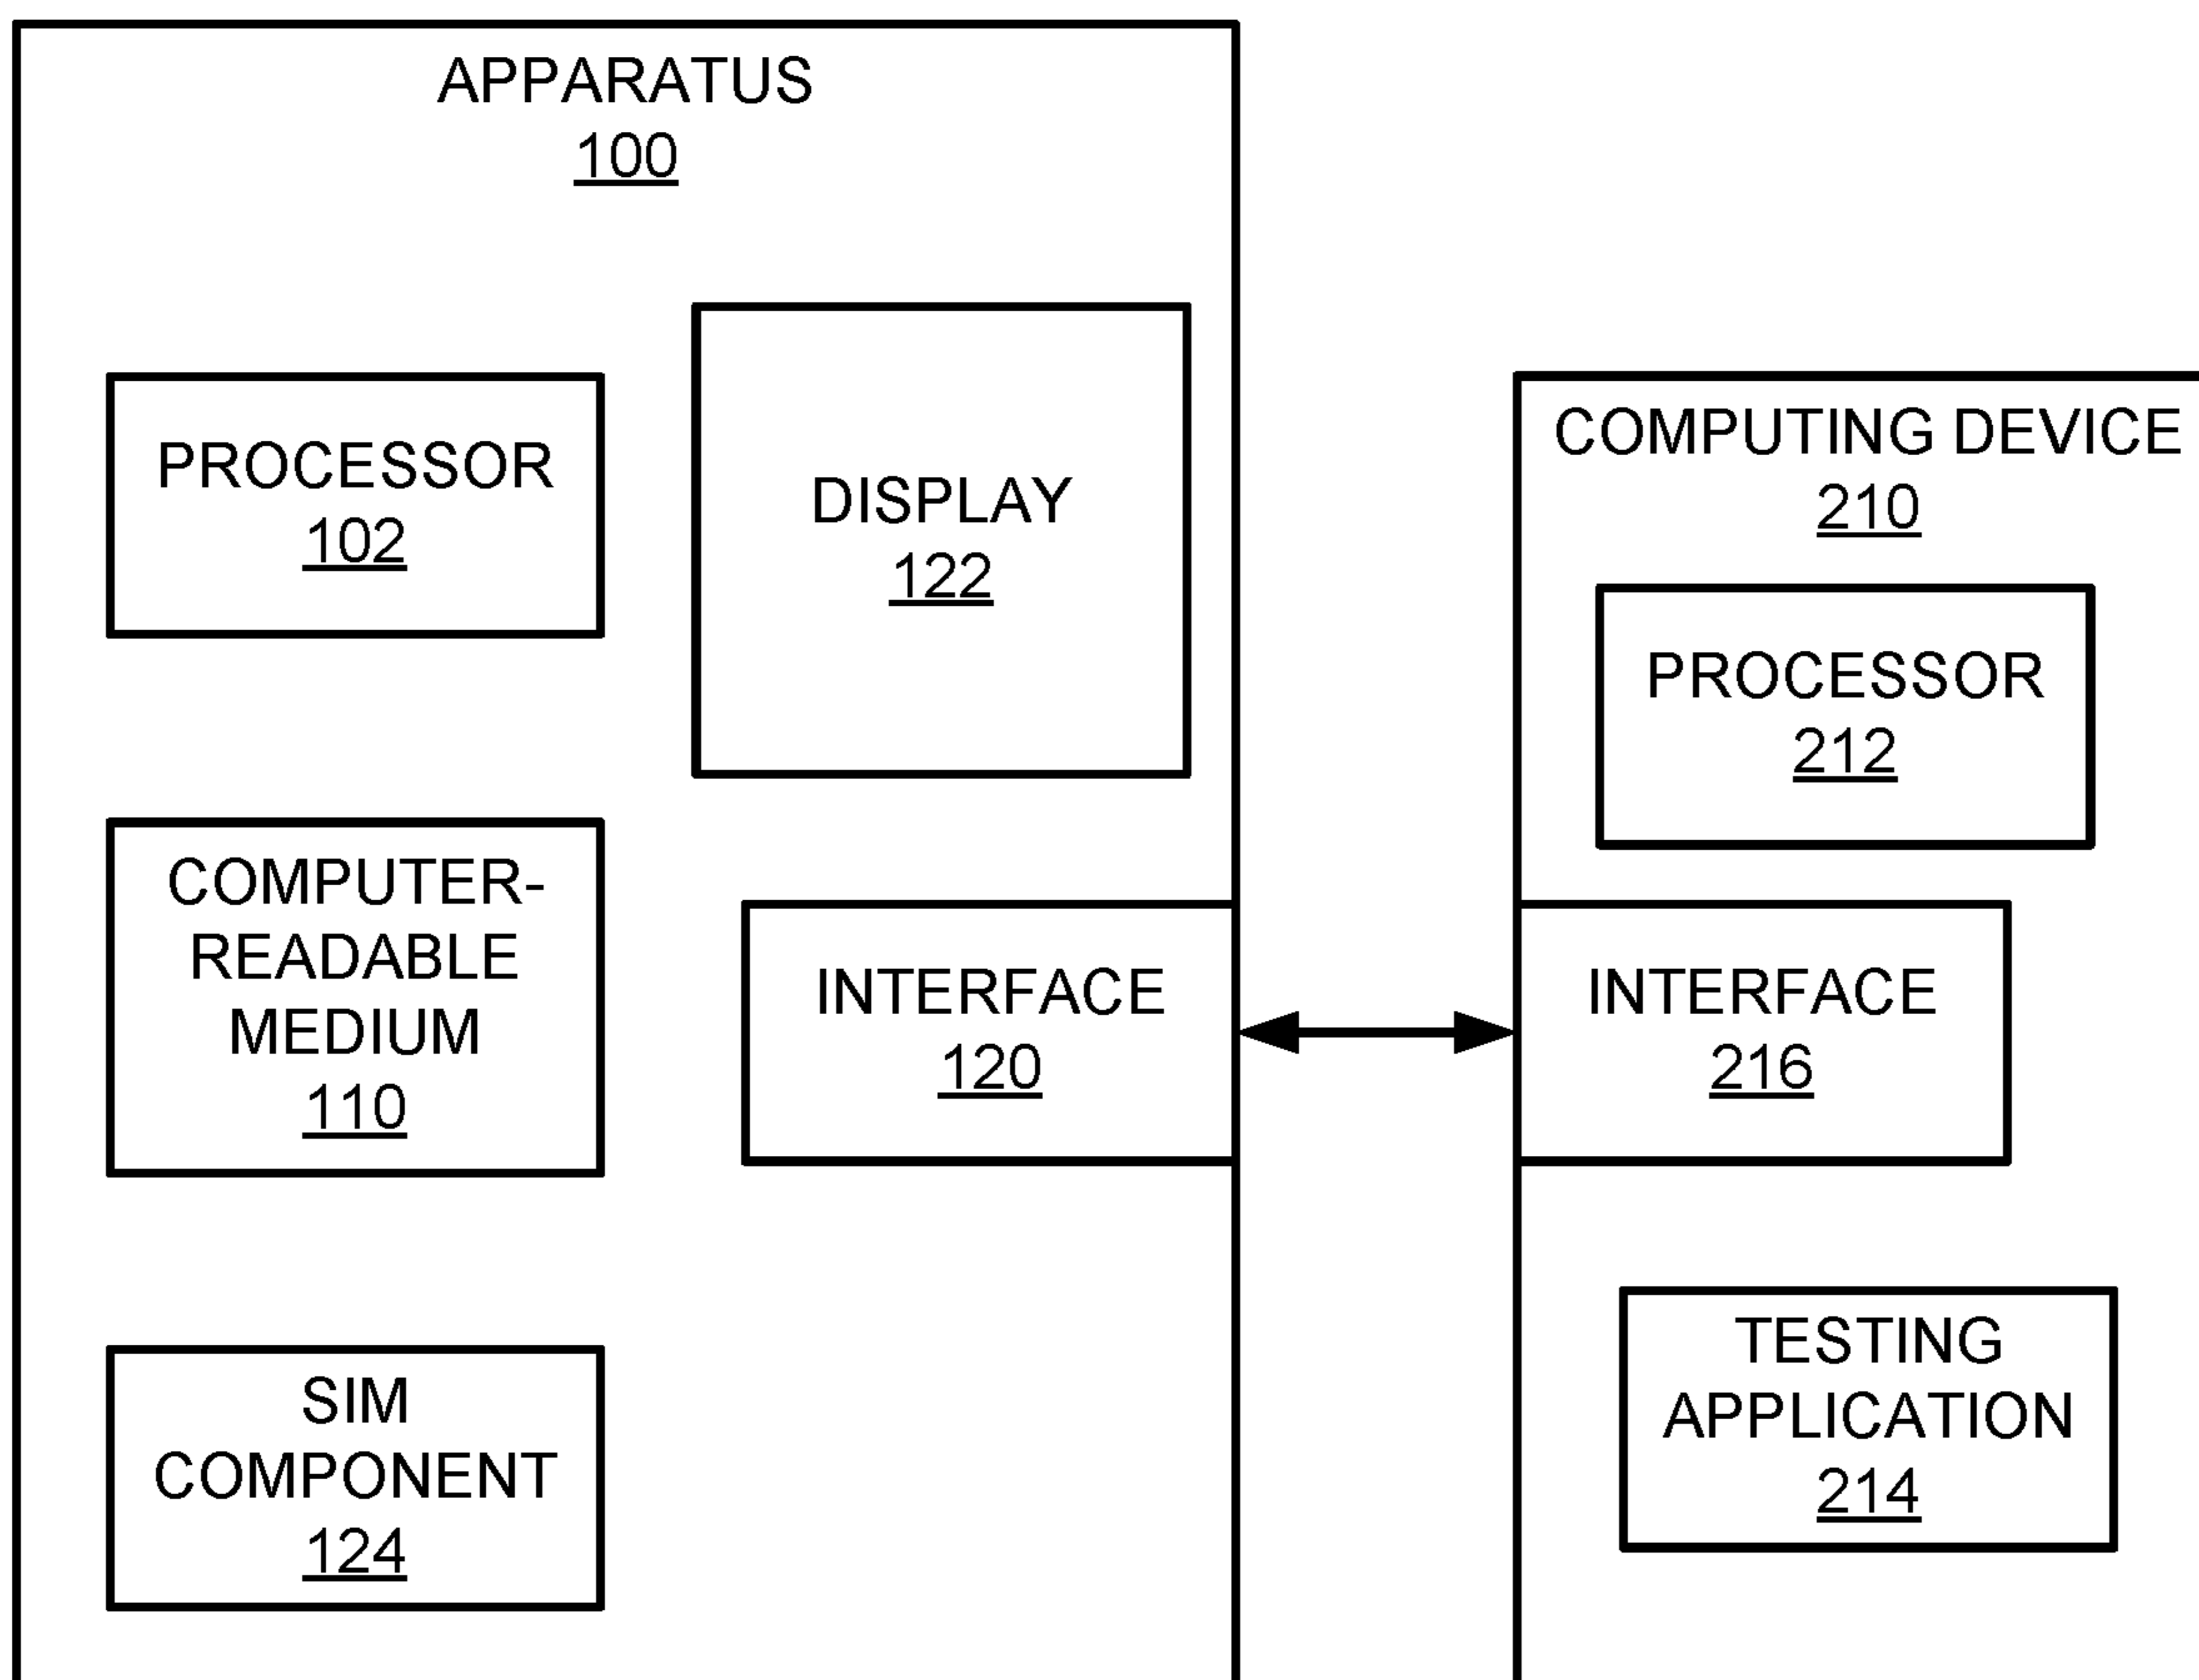 APPARATUS
100
PROCESSOR
102
DISPLAY
122
COMPUTER-
READABLE
MEDIUM
110
INTERFACE
120
SIM
COMPONENT
124
COMPUTING DEVICE
210
PROCESSOR
212
INTERFACE
216
TESTING
APPLICATION
214